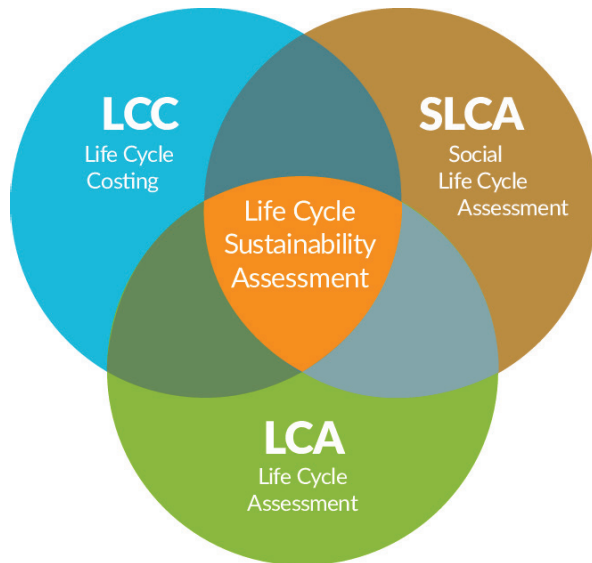 LCC
Life Cycle
Costing
SLCA
Social
Life Cycle
Assessment
Life Cycle
Sustainability
Assessment
LCA
Life Cycle
Assessment